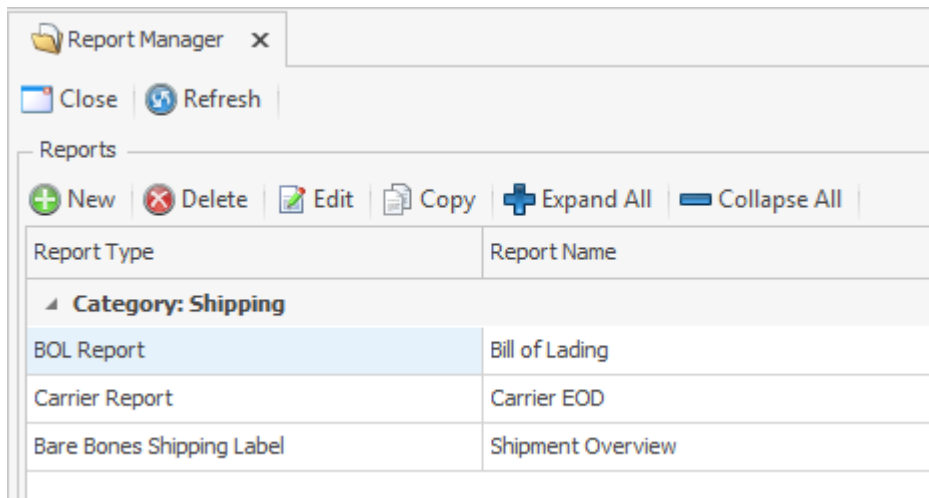 Report Manager
Close Refresh
Reports
New Delete Edit Copy Expand All Collapse All
Report Type Report Name
Category: Shipping
BOL Report Bill of Lading
Carrier Report Carrier EOD
Bare Bones Shipping Label Shipment Overview